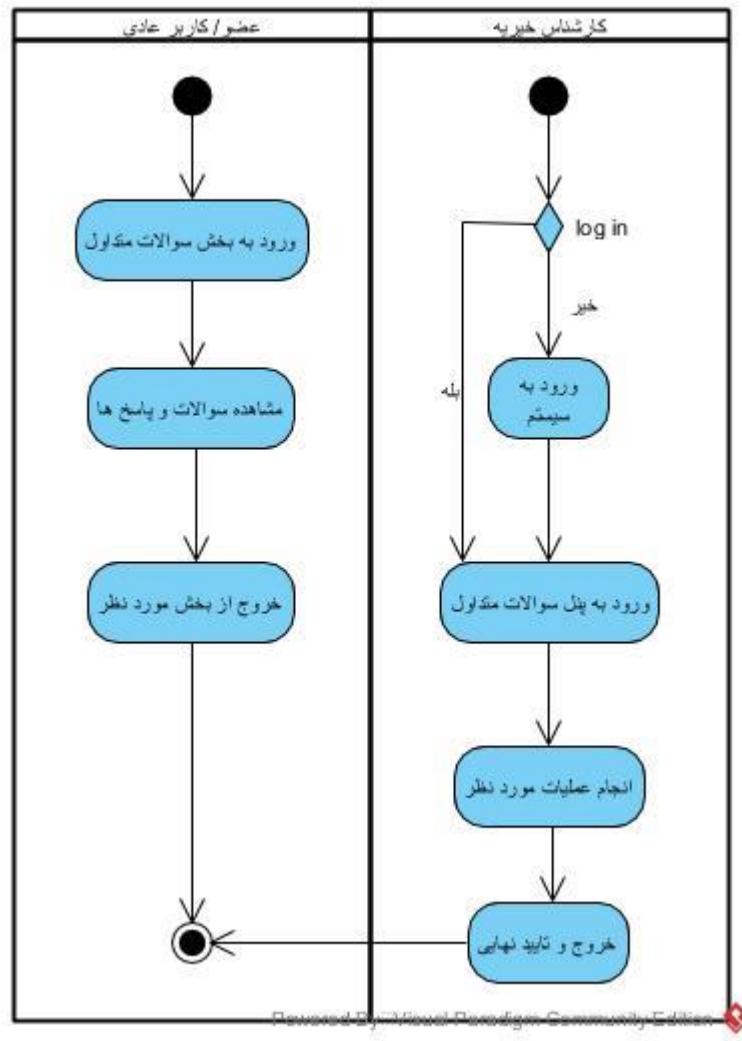 عضو / کاربر عادی
کارشناس خیریه
ورود به بخش سوالات متداول
مشاهده سوالات و پاسخ ها
خروج از بخش مورد نظر
log in
خیر
بله
ورود به
سیستم
ورود به پنل سوالات متداول
انجام عملیات مورد نظر
خروج و تایید نهایی
Powered By: Visual Paradigm Community Edition